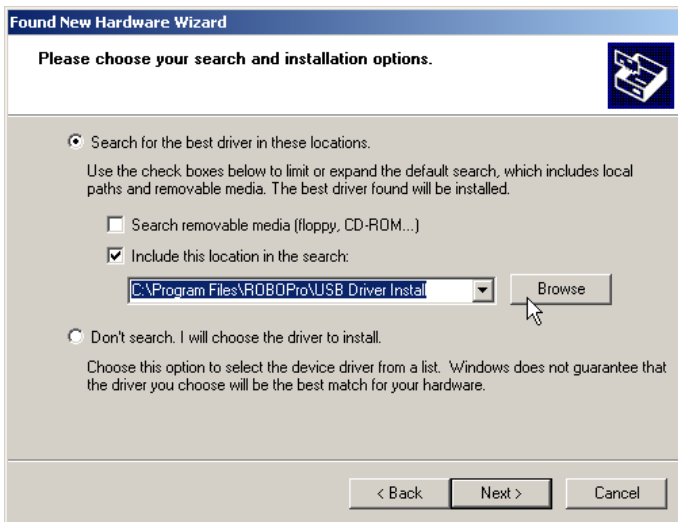 Found New Hardware Wizard
Please choose your search and installation options.
Search for the best driver in these locations.
Use the check boxes below to limit or expand the default search, which includes local
paths and removable media. The best driver found will be installed.
Search removable media (floppy, CD-ROM...)
Include this location in the search:
C:\Program Files\ROBOPro\USB Driver Install
Browse
Don't search. I will choose the driver to install.
Choose this option to select the device driver from a list. Windows does not guarantee that
the driver you choose will be the best match for your hardware.
< Back Next > Cancel